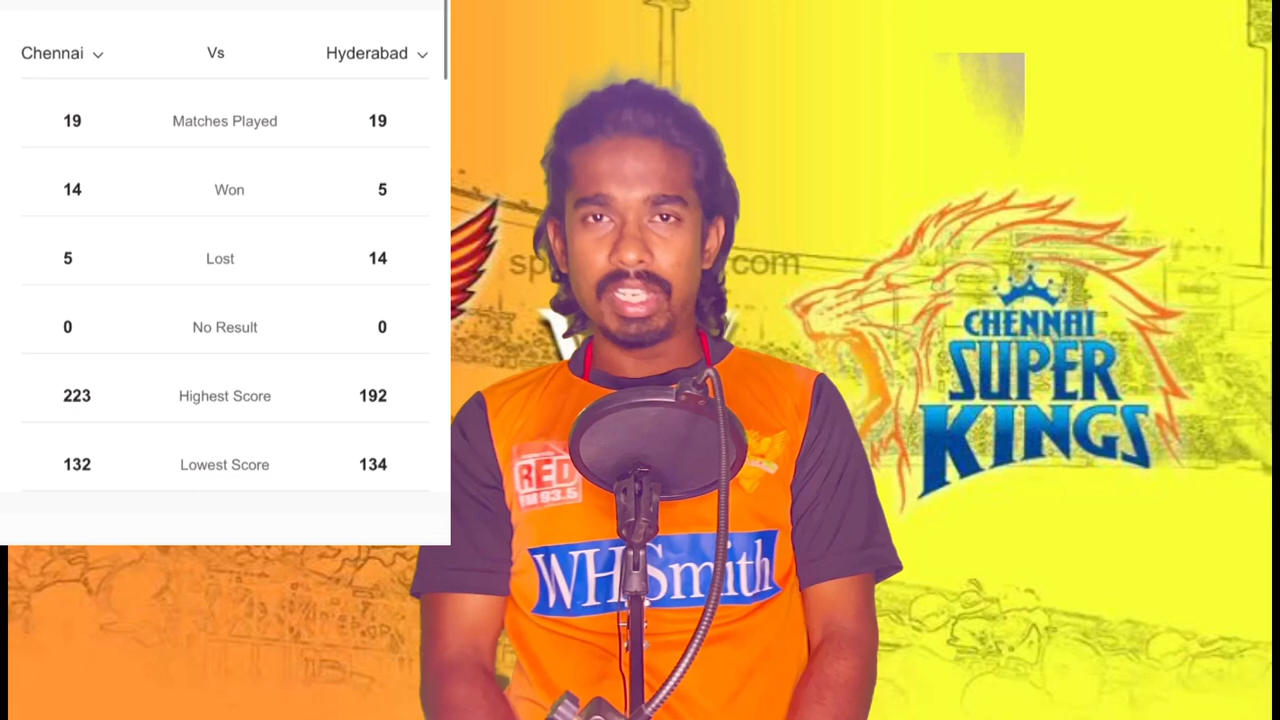 Chennai Vs Hyderabad
19 Matches Played 19
14 Won 5
5 Lost 14
0 No Result 0
223 Highest Score 192
132 Lowest Score 134
com
CHENNAI
SUPER
KINGS
RED
FM 93.5
WHSmith